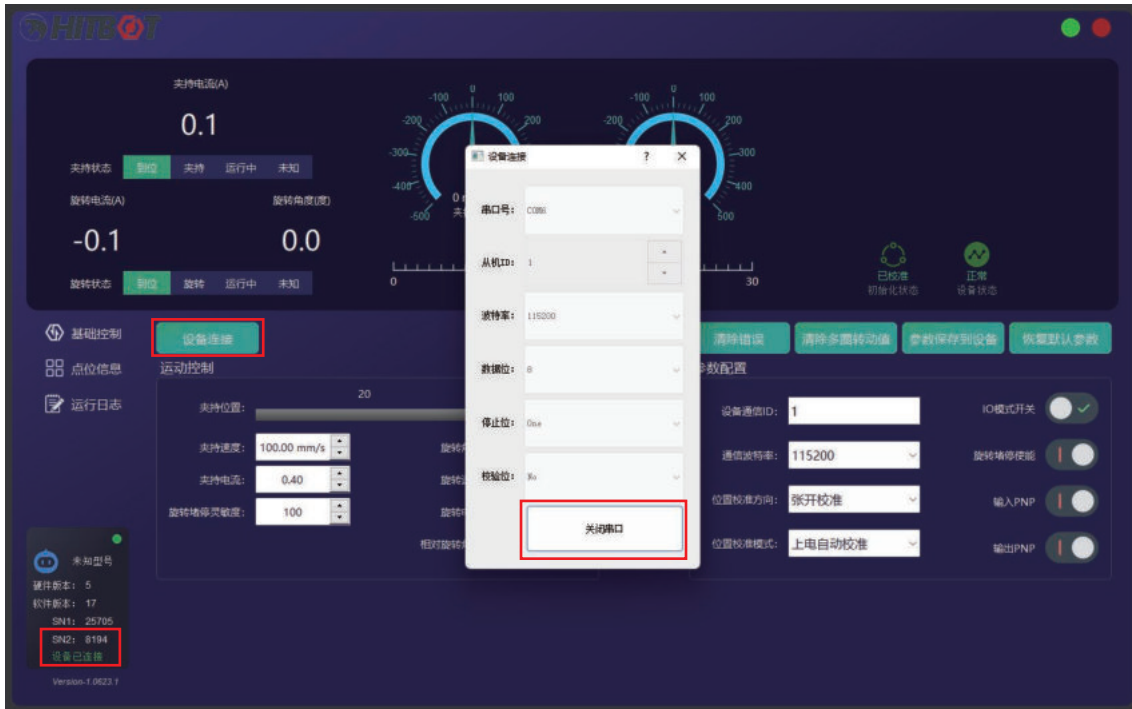 HITBOT
夹持电流(A)
0.1
夹持状态 到位 夹持 运行中 未知
旋转电流(A) 旋转角度(度)
-0.1 0.0
旋转状态 到位 旋转 运行中 未知
-500 -400 -300 -200 -100 0 100 200
-200 -100 0 100 200 300 400 500
0
30
已校准
初始化状态
正常
设备状态
设备连接 ? ×
串口号: COM6
从机ID: 1
波特率: 115200
数据位: 8
停止位: One
校验位: No
关闭串口
基础控制
点位信息
运行日志
设备连接
清除错误 清除多圈转动值 参数保存到设备 恢复默认参数
运动控制
夹持位置: 20
夹持速度: 100.00 mm/s
夹持电流: 0.40
旋转堵停灵敏度: 100
相对旋转
参数配置
设备通信ID: 1
通信波特率: 115200
位置校准方向: 张开校准
位置校准模式: 上电自动校准
IO模式开关
旋转堵停使能
输入PNP
输出PNP
未知型号
硬件版本: 5
软件版本: 17
SN1: 25705
SN2: 8194
设备已连接
Version-1.0623.1